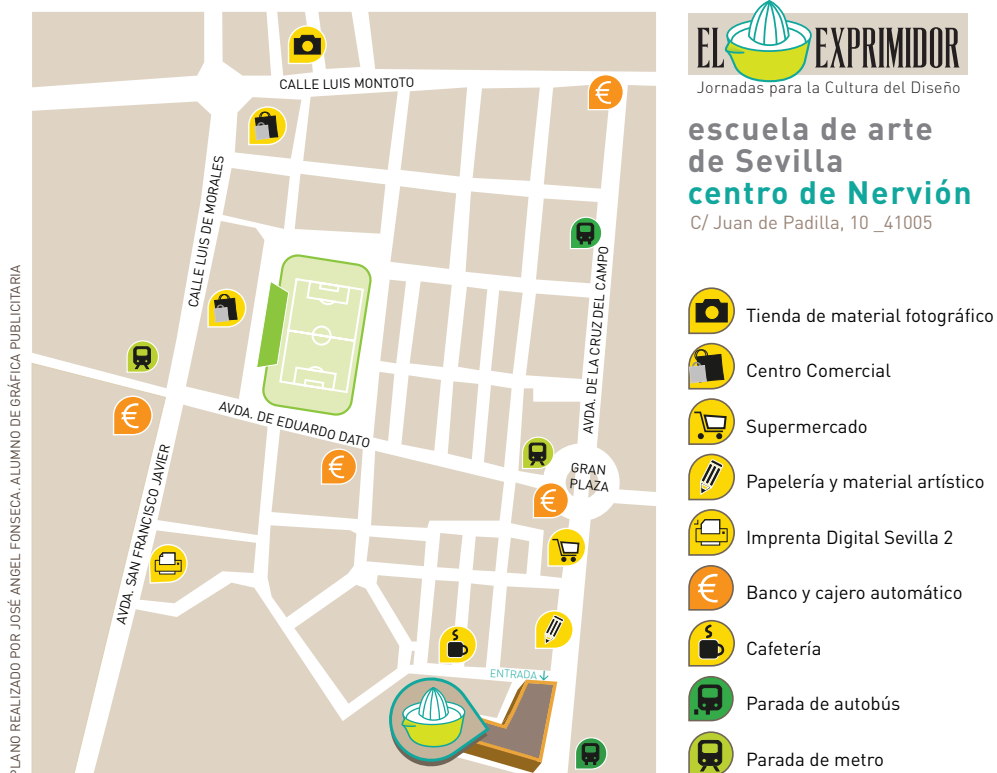 EL EXPRIMIDOR
Jornadas para la Cultura del Diseño
escuela de arte
de Sevilla
centro de Nervión
C/ Juan de Padilla, 10 _41005
CALLE LUIS MONTOTO
CALLE LUIS DE MORALES
AVDA. DE LA CRUZ DEL CAMPO
AVDA. DE EDUARDO DATO
GRAN
PLAZA
AVDA. SAN FRANCISCO JAVIER
ENTRADA
PLANO REALIZADO POR JOSÉ ÁNGEL FONSECA. ALUMNO DE GRÁFICA PUBLICITARIA
Tienda de material fotográfico
Centro Comercial
Supermercado
Papelería y material artístico
Imprenta Digital Sevilla 2
€ Banco y cajero automático
Cafetería
Parada de autobús
Parada de metro
€
€
€
€